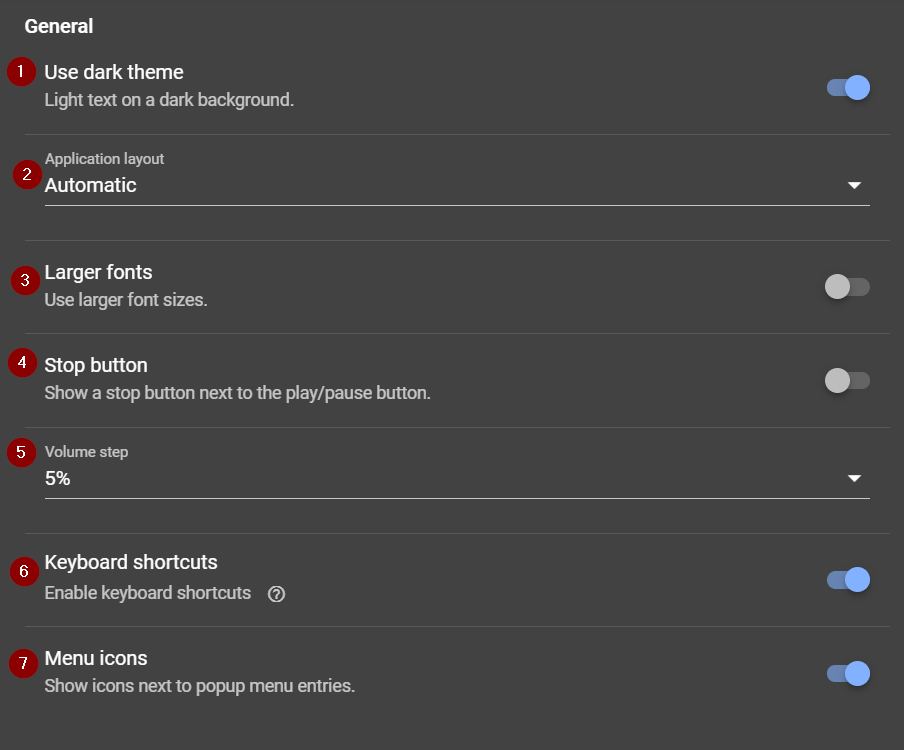 General
1 Use dark theme
Light text on a dark background.
Application layout
2 Automatic
3 Larger fonts
Use larger font sizes.
4 Stop button
Show a stop button next to the play/pause button.
5 Volume step
5%
Keyboard shortcuts
6 Enable keyboard shortcuts ?
7 Menu icons
Show icons next to popup menu entries.